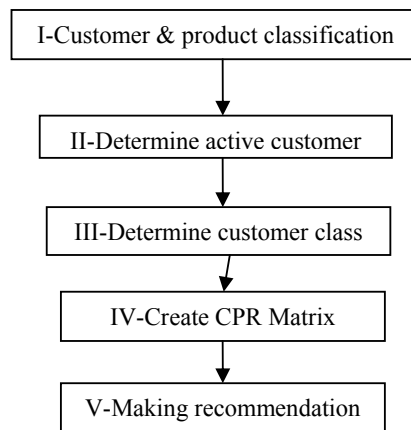 I-Customer & product classification
II-Determine active customer
III-Determine customer class
IV-Create CPR Matrix
V-Making recommendation